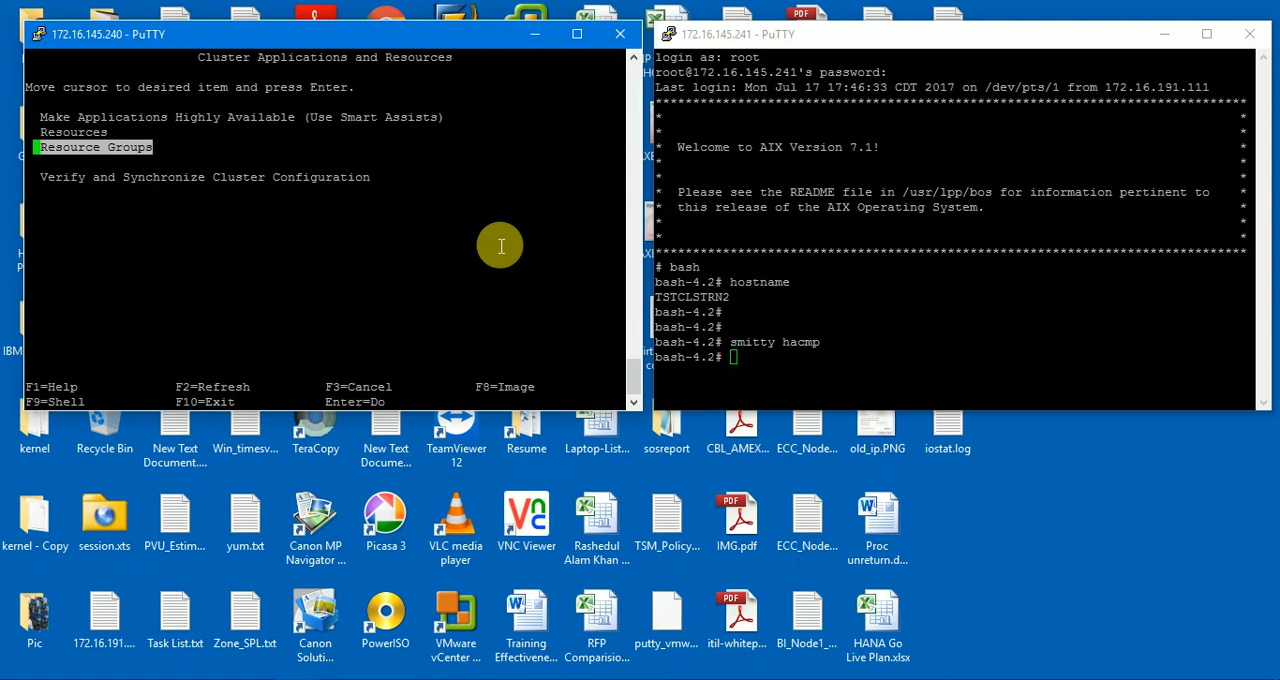 172.16.145.240 - PuTTY
Cluster Applications and Resources
Move cursor to desired item and press Enter.
Make Applications Highly Available (Use Smart Assists)
Resources
Resource Groups
Verify and Synchronize Cluster Configuration
F1=Help F2=Refresh F3=Cancel F8=Image
F9=Shell F10=Exit Enter=Do
172.16.145.241 - PuTTY
login as: root
root@172.16.145.241's password:
Last login: Mon Jul 17 17:46:33 CDT 2017 on /dev/pts/1 from 172.16.191.111
*******************************************************************************
* *
* *
* Welcome to AIX Version 7.1! *
* *
* *
* Please see the README file in /usr/lpp/bos for information pertinent to *
* this release of the AIX Operating System. *
* *
* *
*******************************************************************************
# bash
bash-4.2# hostname
TSTCLSTRN2
bash-4.2#
bash-4.2#
bash-4.2# smitty hacmp
bash-4.2#
kernel
Recycle Bin
New Text Document....
Win_timesv...
TeraCopy
New Text Docume...
TeamViewer 12
Resume
Laptop-List...
sosreport
CBL_AMEX...
ECC_Node...
old_ip.PNG
iostat.log
kernel - Copy
session.xts
PVU_Estim...
yum.txt
Canon MP Navigator ...
Picasa 3
VLC media player
VNC Viewer
Rashedul Alam Khan ...
TSM_Policy...
IMG.pdf
ECC_Node...
Proc unreturn.d...
Pic
172.16.191....
Task List.txt
Zone_SPL.txt
Canon Soluti...
PowerISO
VMware vCenter ...
Training Effectivene...
RFP Comparision...
putty_vmw...
itil-whitep...
BI_Node1_...
HANA Go Live Plan.xlsx